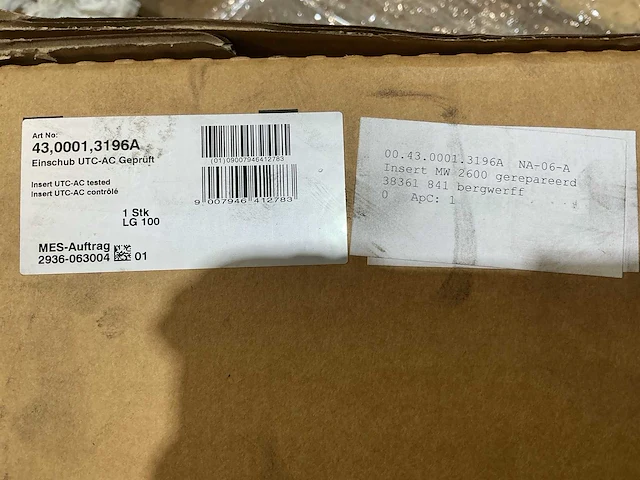 Art No:
43,0001,3196A
Einschub UTC-AC Geprüft
Insert UTC-AC tested
Insert UTC-AC contrôlé
(01)09007946412783
9 007946 412783
1 Stk
LG 100
MES-Auftrag
2936-063004 01
00.43.0001.3196A NA-06-A
Insert MW 2600 gerepareerd
38361 841 bergwerff
0 ApC: 1